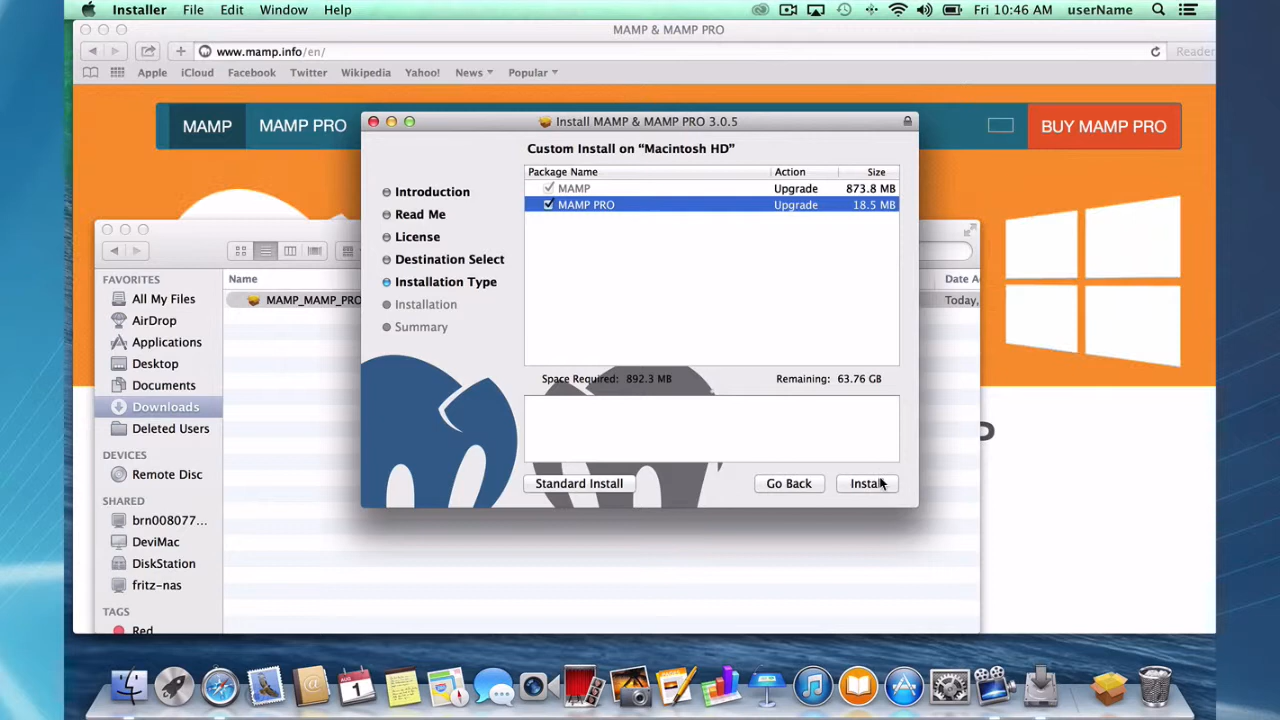 Installer File Edit Window Help Fri 10:46 AM userName
MAMP & MAMP PRO
www.mamp.info/en/ Reader
Apple iCloud Facebook Twitter Wikipedia Yahoo! News Popular
MAMP MAMP PRO BUY MAMP PRO
Install MAMP & MAMP PRO 3.0.5
Custom Install on “Macintosh HD”
Package Name Action Size
MAMP Upgrade 873.8 MB
MAMP PRO Upgrade 18.5 MB
Introduction
Read Me
License
Destination Select
Installation Type
Installation
Summary
Space Required: 892.3 MB Remaining: 63.76 GB
Standard Install Go Back Install
FAVORITES
All My Files
AirDrop
Applications
Desktop
Documents
Downloads
Deleted Users
DEVICES
Remote Disc
SHARED
brn008077...
DeviMac
DiskStation
fritz-nas
TAGS
Red
Name Date A
MAMP_MAMP_PRO Today,
P
AUG
1